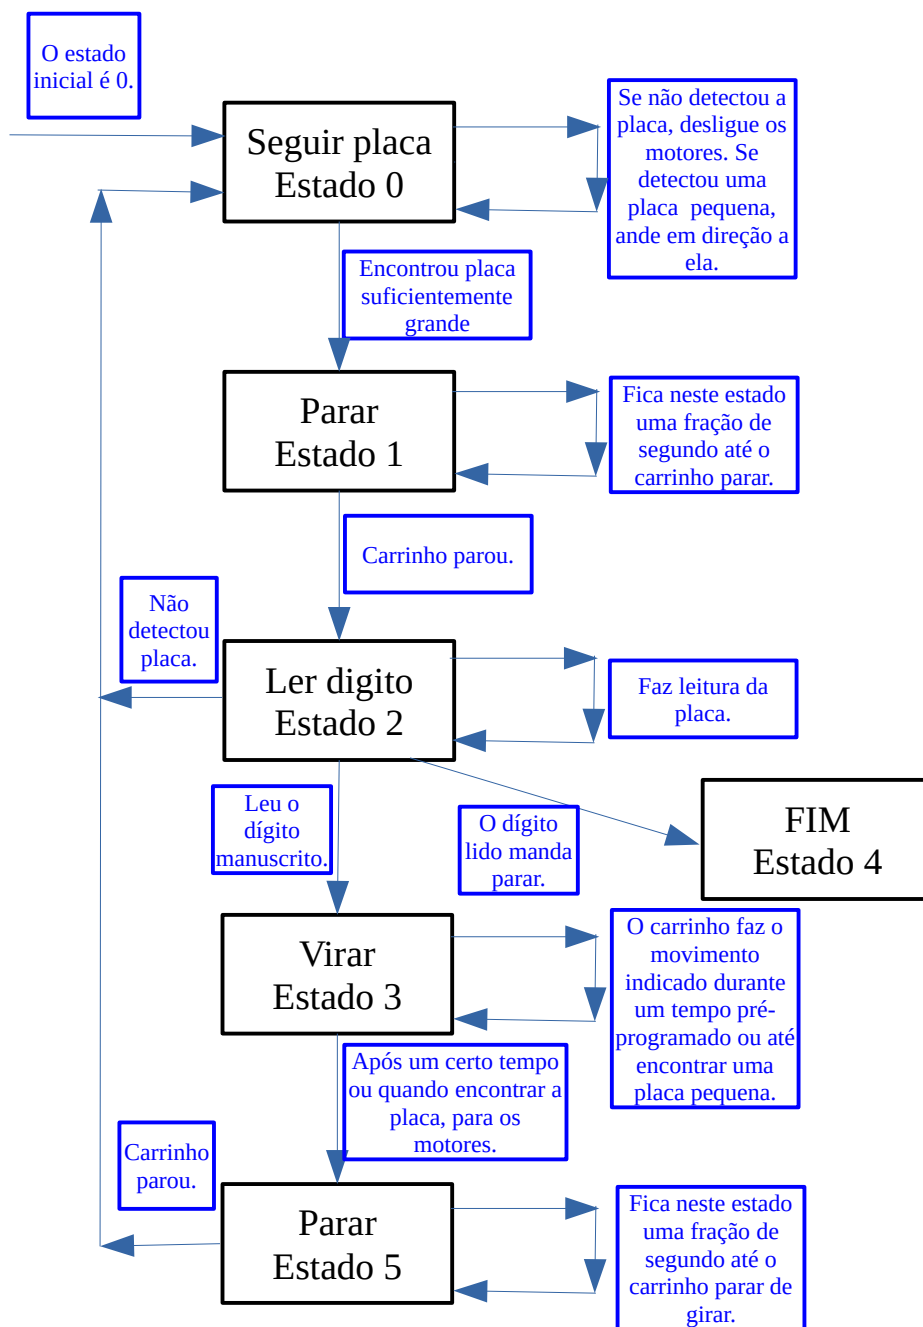 O estado
inicial é 0.
Seguir placa
Estado 0
Se não detectou a
placa, desligue os
motores. Se
detectou uma
placa pequena,
ande em direção a
ela.
Encontrou placa
suficientemente
grande
Parar
Estado 1
Fica neste estado
uma fração de
segundo até o
carrinho parar.
Carrinho parou.
Não
detectou
placa.
Ler digito
Estado 2
Faz leitura da
placa.
Leu o
dígito
manuscrito.
O dígito
lido manda
parar.
FIM
Estado 4
Virar
Estado 3
O carrinho faz o
movimento
indicado durante
um tempo pré-
programado ou até
encontrar uma
placa pequena.
Após um certo tempo
ou quando encontrar a
placa, para os
motores.
Carrinho
parou.
Parar
Estado 5
Fica neste estado
uma fração de
segundo até o
carrinho parar de
girar.